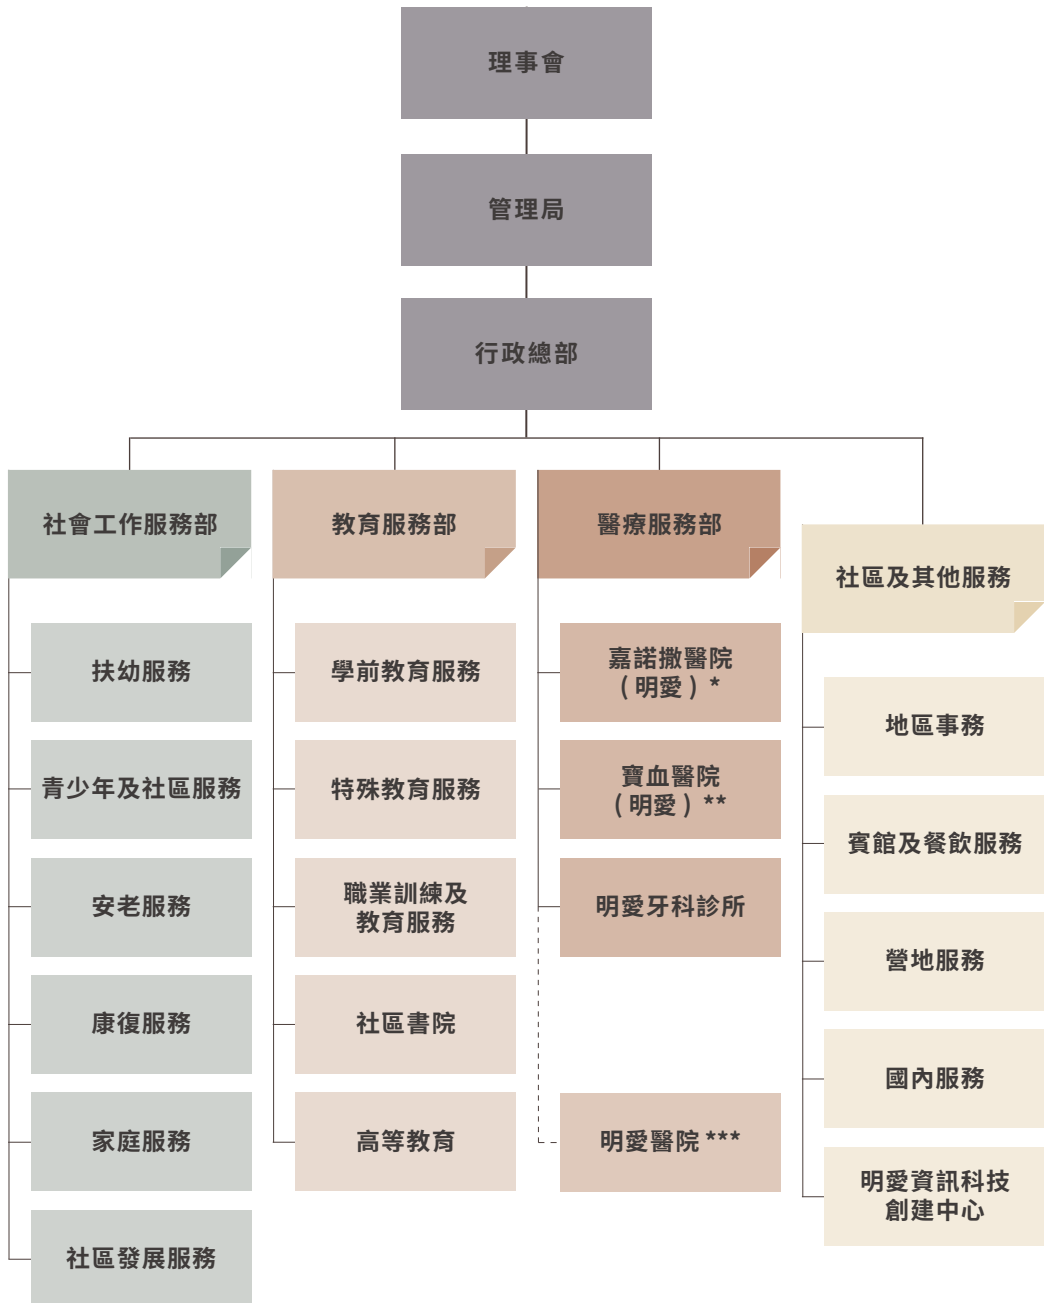 理事會
管理局
行政總部
社會工作服務部
扶幼服務
青少年及社區服務
安老服務
康復服務
家庭服務
社區發展服務
教育服務部
學前教育服務
特殊教育服務
職業訓練及
教育服務
社區書院
高等教育
醫療服務部
嘉諾撒醫院
(明愛) *
寶血醫院
(明愛) **
明愛牙科診所
明愛醫院 ***
社區及其他服務
地區事務
賓館及餐飲服務
營地服務
國內服務
明愛資訊科技
創建中心